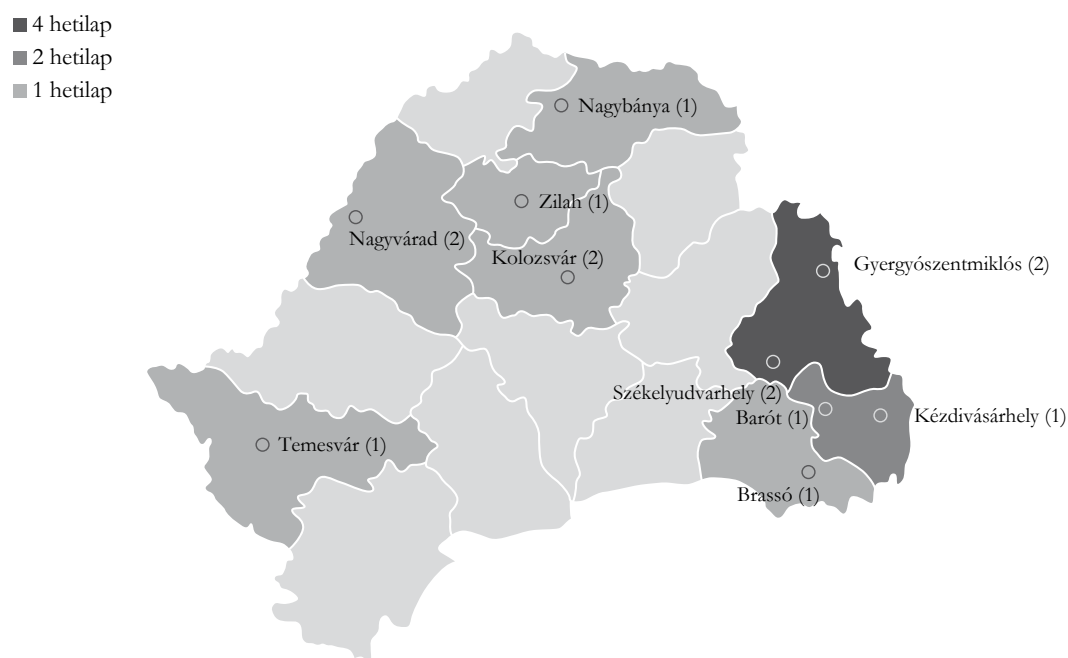 4 hetilap
2 hetilap
1 hetilap
Nagybánya (1)
Zilah (1)
Nagyvárad (2)
Kolozsvár (2)
Gyergyószentmiklós (2)
Székelyudvarhely (2)
Barót (1)
Kézdivásárhely (1)
Temesvár (1)
Brassó (1)